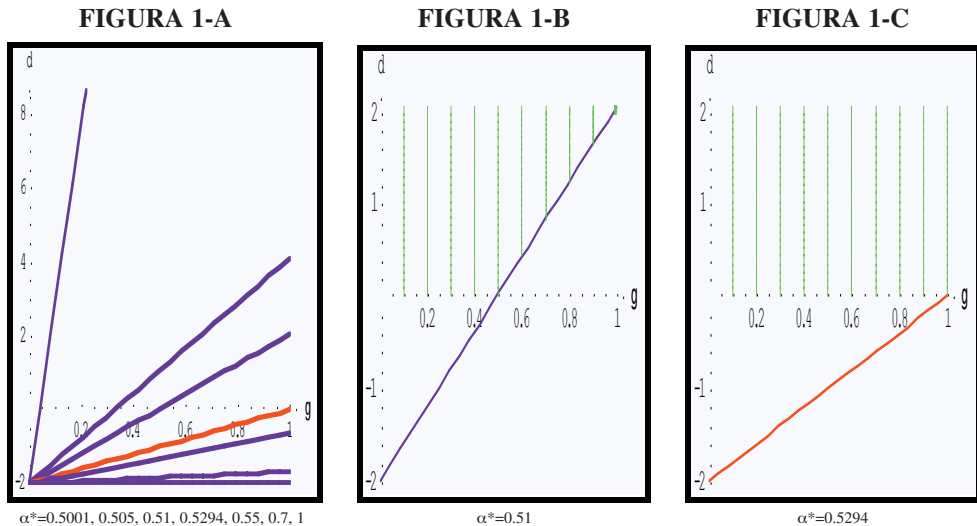 FIGURA 1-A
FIGURA 1-B
FIGURA 1-C
d
8
6
4
2
-2
0.2
0.4
0.6
0.8
1
g
d
2
1
-1
-2
0.2
0.4
0.6
0.8
1
g
d
2
1
-1
-2
0.2
0.4
0.6
0.8
1
g
α*=0.5001, 0.505, 0.51, 0.5294, 0.55, 0.7, 1
α*=0.51
α*=0.5294